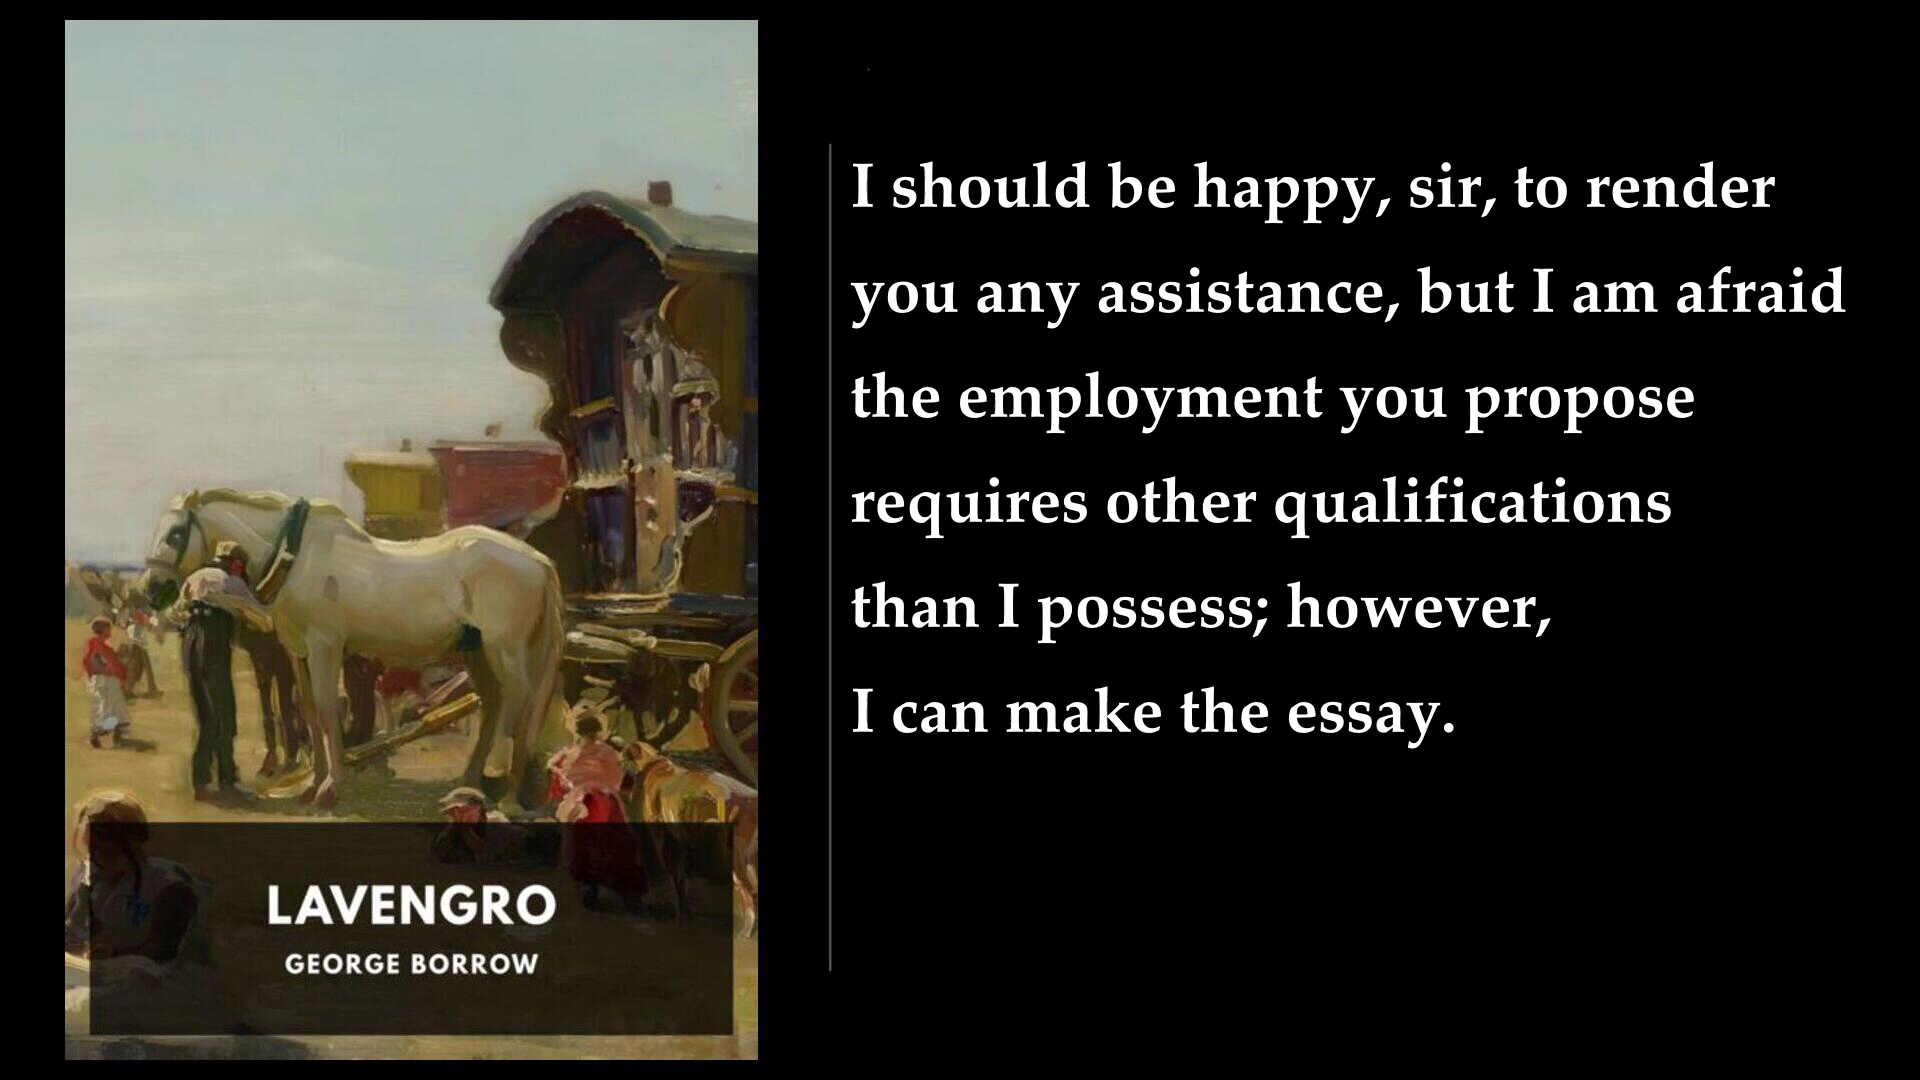 LAVENGRO
GEORGE BORROW
I should be happy, sir, to render
you any assistance, but I am afraid
the employment you propose
requires other qualifications
than I possess; however,
I can make the essay.